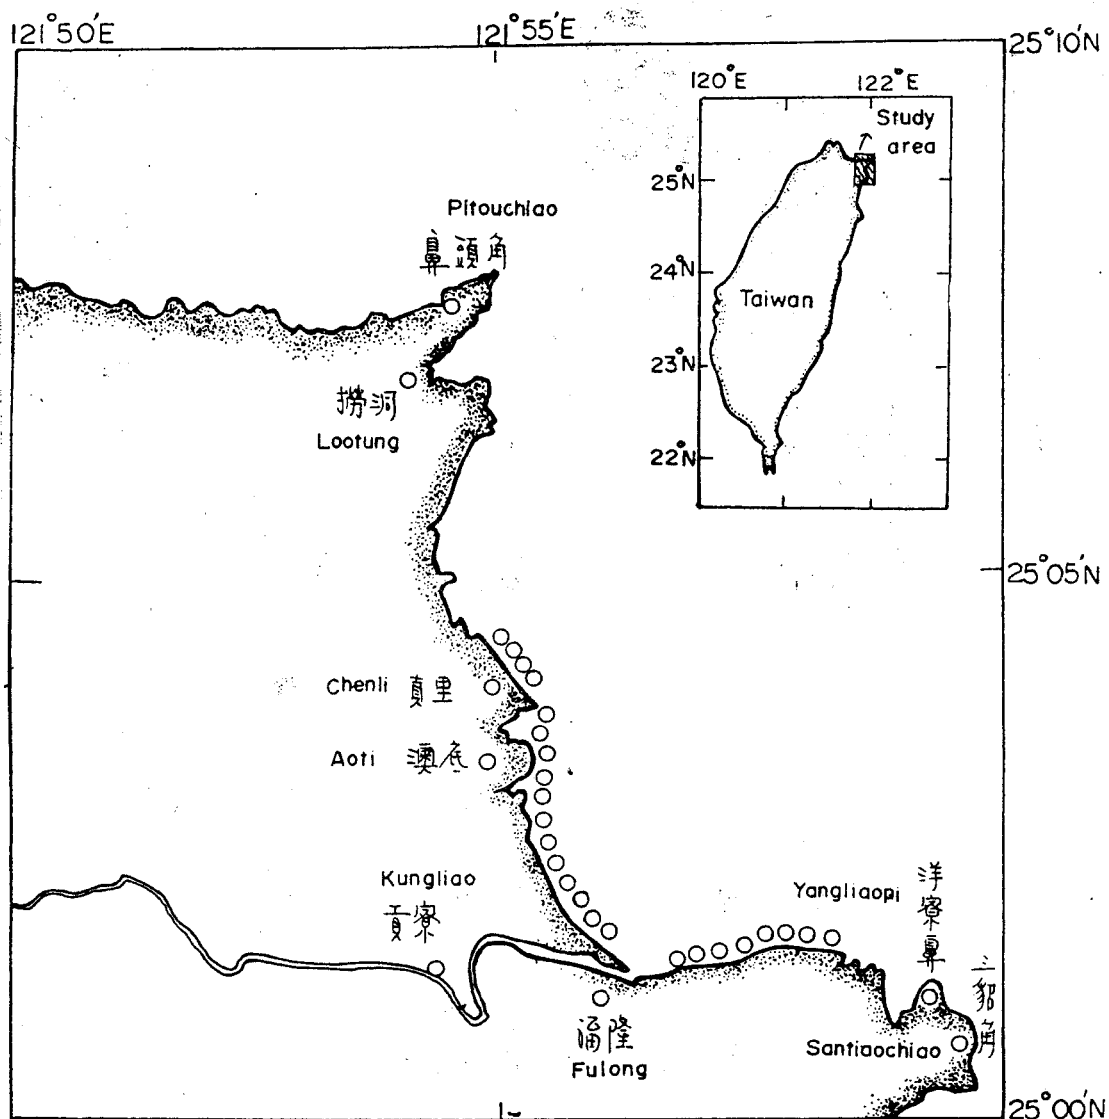 121°50'E
121°55'E
25°10'N
120°E
122°E
Study
area
25°N
24°N
23°N
22°N
Taiwan
Pitouchiao
鼻頭角
撈洞
Lootung
25°05'N
Chenli 真里
Aoti 澳底
Kungliao
貢寮
Yangliaopi
洋寮鼻
三貂角
Santiaochiao
Fulong
25°00'N